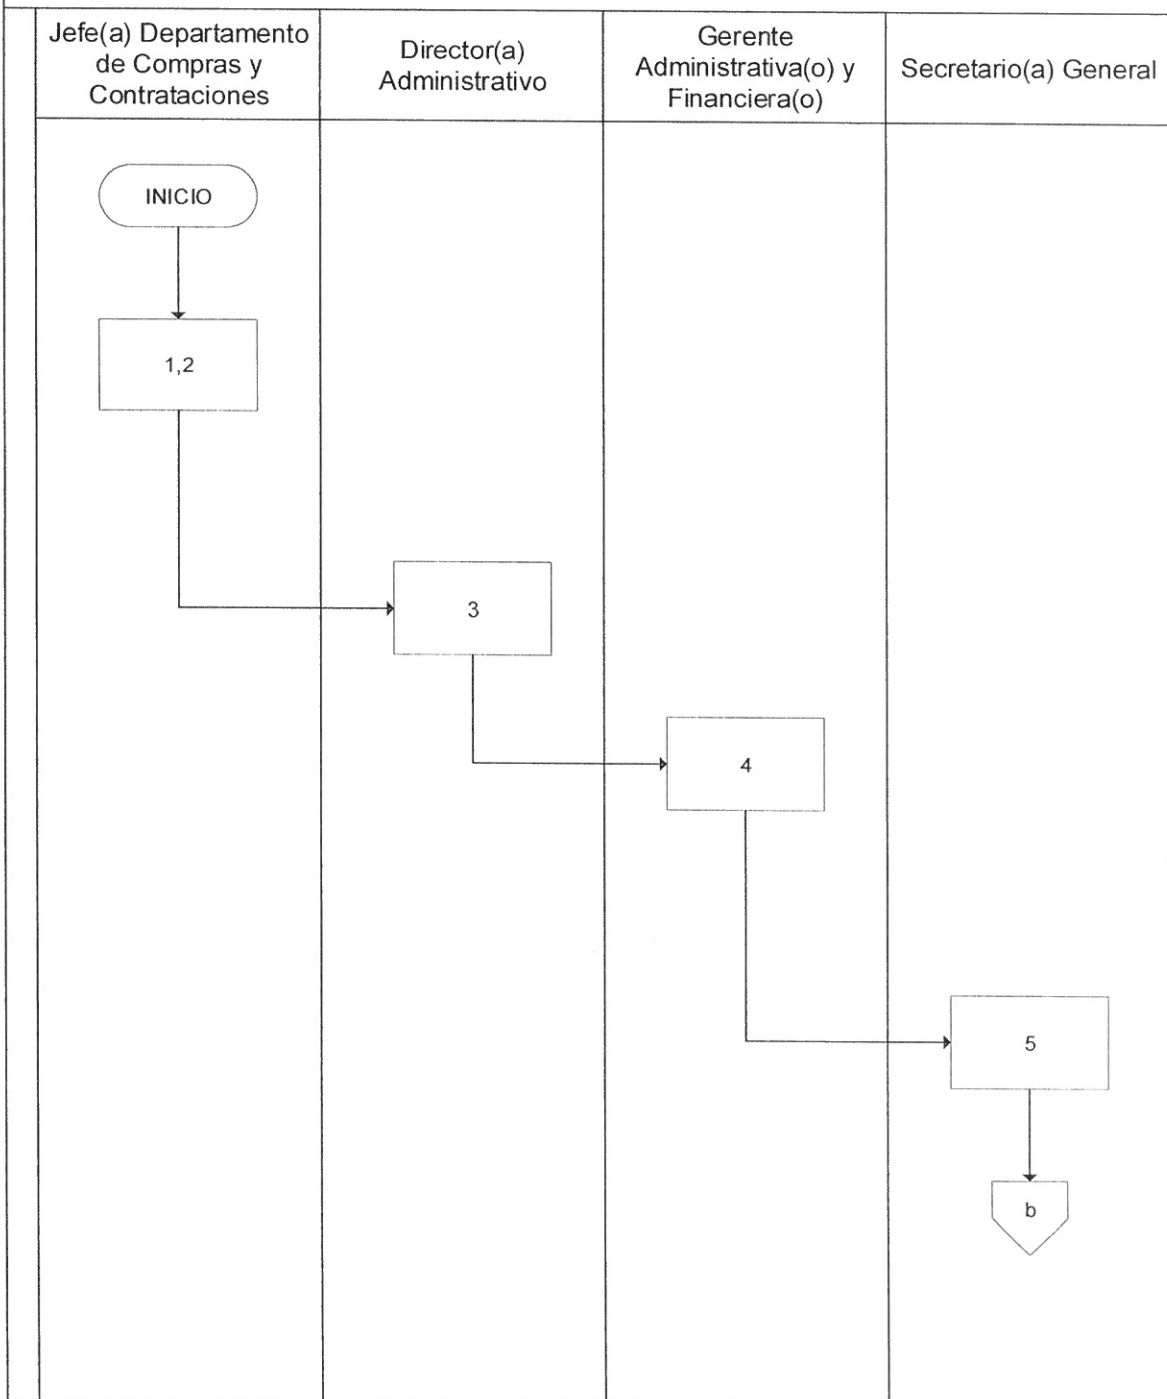 Jefe(a) Departamento
de Compras y
Contrataciones
Director(a)
Administrativo
Gerente
Administrativa(o) y
Financiera(o)
Secretario(a) General
INICIO
1,2
3
4
5
b